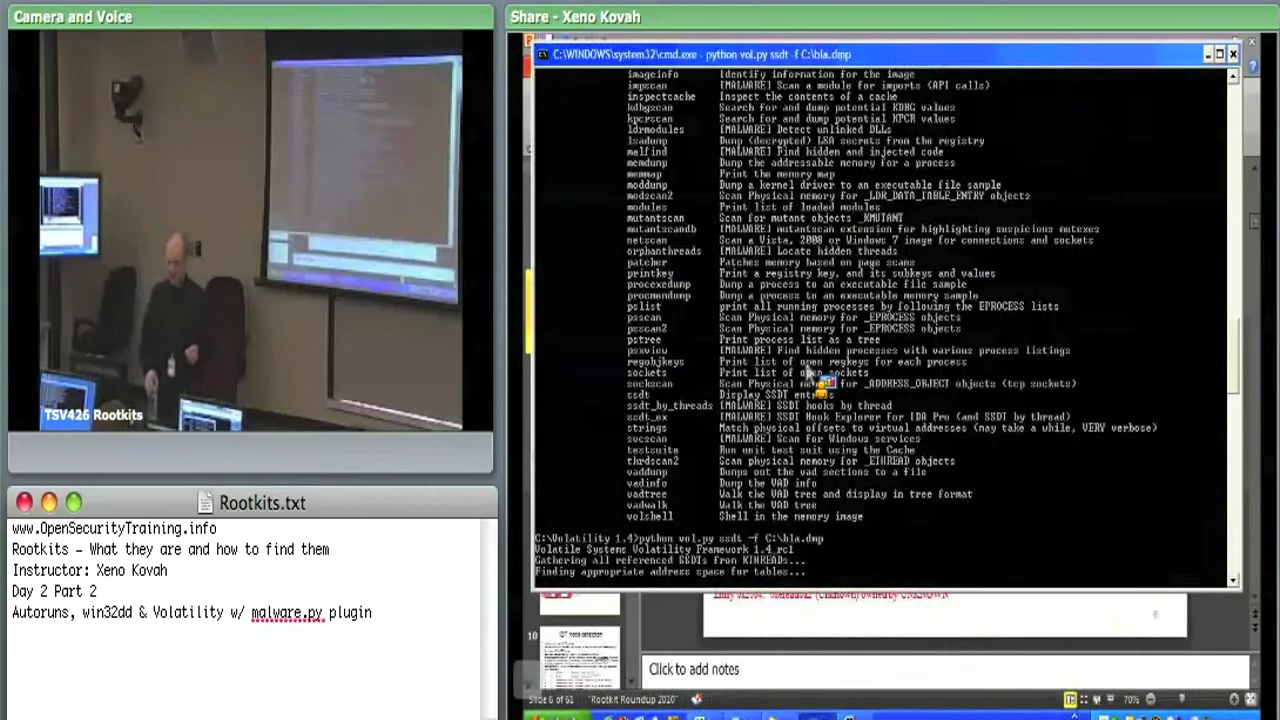 Camera and Voice
Share - Xeno Kovah
C:\WINDOWS\system32\cmd.exe - python vol.py ssdt -f C:\bla.dmp
imageinfo Identify information for the image
impscan [MALWARE] Scan a module for imports (API calls)
inspectcache Inspect the contents of a cache
kdbgscan Search for and dump potential KDBG values
kpcrscan Search for and dump potential KPCR values
ldrmodules [MALWARE] Detect unlinked DLLs
lsadump Dump (decrypted) LSA secrets from the registry
malfind [MALWARE] Find hidden and injected code
memdump Dump the addressable memory for a process
memmap Print the memory map
moddump Dump a kernel driver to an executable file sample
modscan2 Scan Physical memory for _LDR_DATA_TABLE_ENTRY objects
modules Print list of loaded modules
mutantscan Scan for mutant objects _KMUTANT
mutantscandb [MALWARE] mutantscan extension for highlighting suspicious mutexes
netscan Scan a Vista, 2008 or Windows 7 image for connections and sockets
orphanthreads [MALWARE] Locate hidden threads
patcher Patches memory based on page scans
printkey Print a registry key, and its subkeys and values
procexedump Dump a process to an executable file sample
procmemdump Dump a process to an executable memory sample
pslist print all running processes by following the EPROCESS lists
psscan Scan Physical memory for _EPROCESS objects
psscan2 Scan Physical memory for _EPROCESS objects
pstree Print process list as a tree
psxview [MALWARE] Find hidden processes with various process listings
regobjkeys Print list of open regkeys for each process
sockets Print list of open sockets
sockscan Scan Physical memory for _ADDRESS_OBJECT objects (tcp sockets)
ssdt Display SSDT entries
ssdt_by_threads [MALWARE] SSDT hooks by thread
ssdt_ex [MALWARE] SSDT Hook Explorer for IDA Pro (and SSDT by thread)
strings Match physical offsets to virtual addresses (may take a while, VERY verbose)
svcscan [MALWARE] Scan for Windows services
testsuite Run unit test suit using the Cache
thrdscan2 Scan physical memory for _ETHREAD objects
vaddump Dumps out the vad sections to a file
vadinfo Dump the VAD info
vadtree Walk the VAD tree and display in tree format
vadwalk Walk the VAD tree
volshell Shell in the memory image
C:\Volatility 1.4>python vol.py ssdt -f C:\bla.dmp
Volatile Systems Volatility Framework 1.4_rc1
Gathering all referenced SSDTs from KTHREADs...
Finding appropriate address space for tables...
TSV426 Rootkits
Rootkits.txt
www.OpenSecurityTraining.info
Rootkits - What they are and how to find them
Instructor: Xeno Kovah
Day 2 Part 2
Autoruns, win32dd & Volatility w/ malware.py plugin
owned by UNKNOWN
10
Click to add notes
Slide 6 of 61
"Rootkit Roundup 2010"
70%